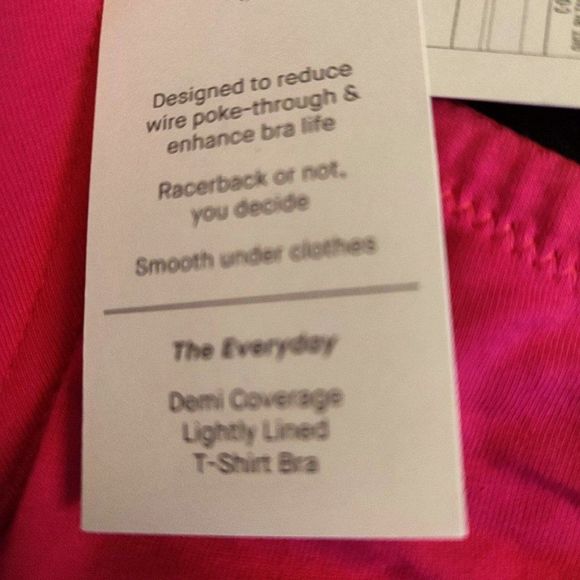 Designed to reduce
wire poke-through &
enhance bra life
Racerback or not,
you decide
Smooth under clothes
The Everyday
Demi Coverage
Lightly Lined
T-Shirt Bra